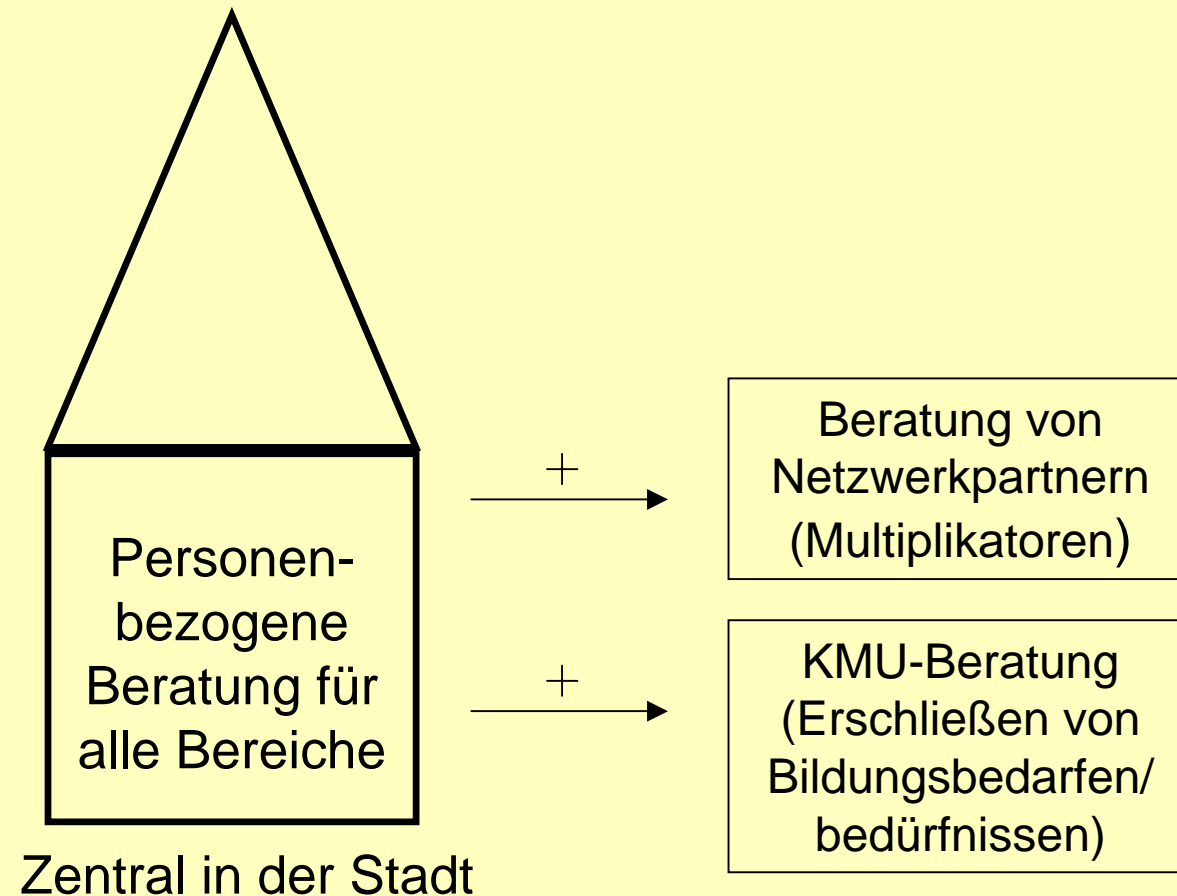 Personen-
bezogene
Beratung für
alle Bereiche
Zentral in der Stadt
+
Beratung von
Netzwerkpartnern
(Multiplikatoren)
+
KMU-Beratung
(Erschließen von
Bildungsbedarfen/
bedürfnissen)